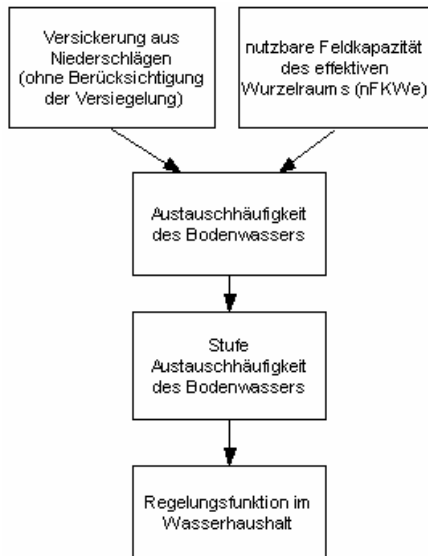 Versickerung aus
Niederschlägen
(ohne Berücksichtigung
der Versiegelung)
nutzbare Feldkapazität
des effektiven
Wurzelraums (nFKWe)
Austauschhäufigkeit
des Bodenwassers
Stufe
Austauschhäufigkeit
des Bodenwassers
Regelungsfunktion im
Wasserhaushalt